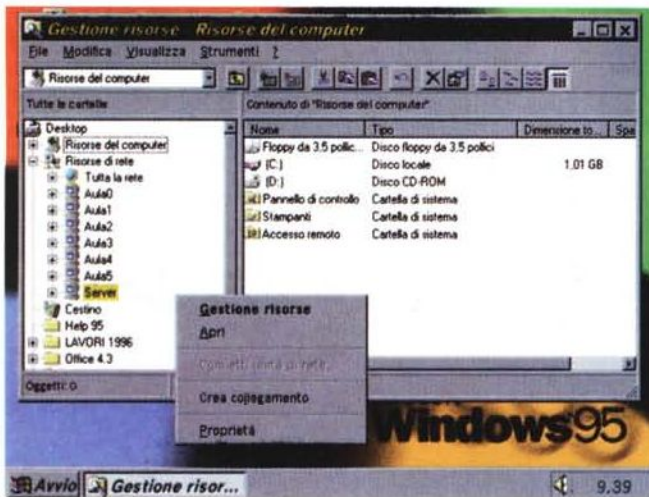 Gestione risorse - Risorse del computer
File Modifica Visualizza Strumenti ?
Risorse del computer
Tutte le cartelle
Contenuto di "Risorse del computer"
Desktop
Risorse del computer
Risorse di rete
Tutta la rete
Aula0
Aula1
Aula2
Aula3
Aula4
Aula5
Server
Cestino
Help 95
LAVORI 1996
Office 4.3
Nome Tipo Dimensione to... Spa
Floppy da 3.5 pollic... Disco floppy da 3.5 pollici
(C:) Disco locale 1,01 GB
(D:) Disco CD-ROM
Pannello di controllo Cartella di sistema
Stampanti Cartella di sistema
Accesso remoto Cartella di sistema
Gestione risorse
Apri
Connetti unità di rete...
Crea collegamento
Proprietà
Oggetti: 0
Windows95
Avvio Gestione risor... 9.39